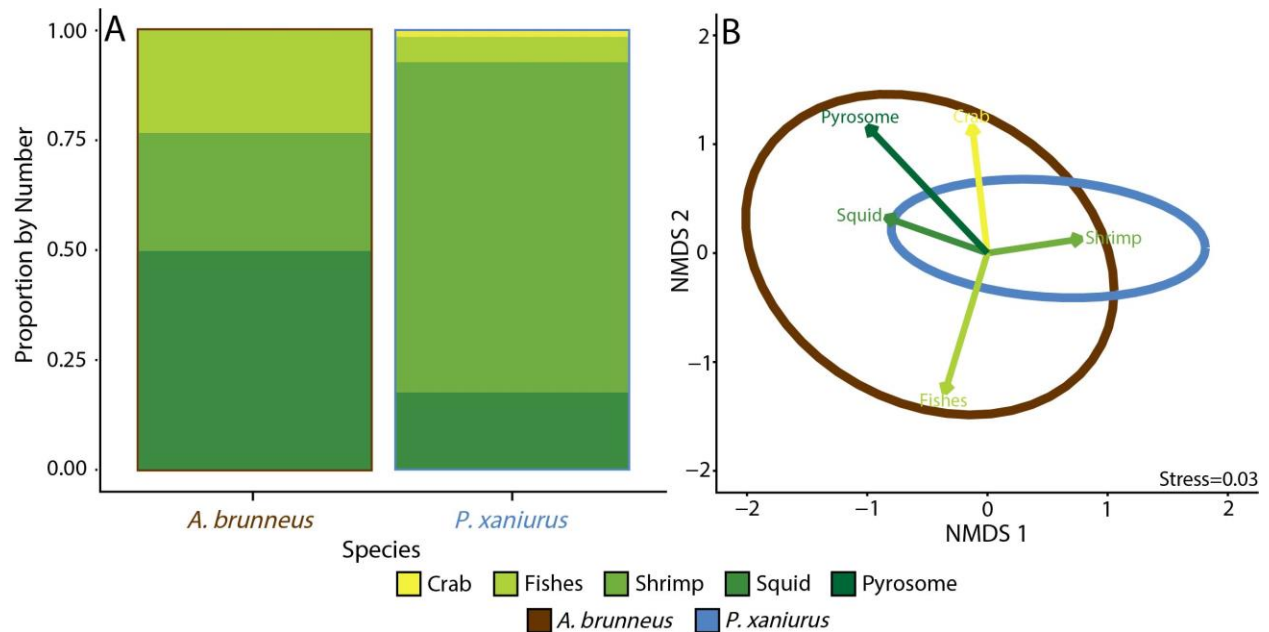 A
1.00
0.75
0.50
0.25
0.00
Proportion by Number
A. brunneus
P. xaniurus
Species
B
2
1
0
−1
−2
NMDS 2
Pyrosome
Crab
Squid
Shrimp
Fishes
Stress=0.03
−2
−1
0
1
2
NMDS 1
Crab Fishes Shrimp Squid Pyrosome
A. brunneus P. xaniurus